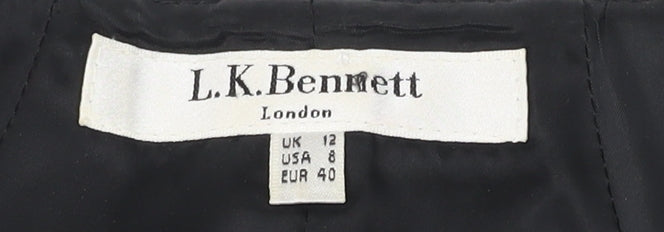 L.K.Bennett
London
UK 12
USA 8
EUR 40